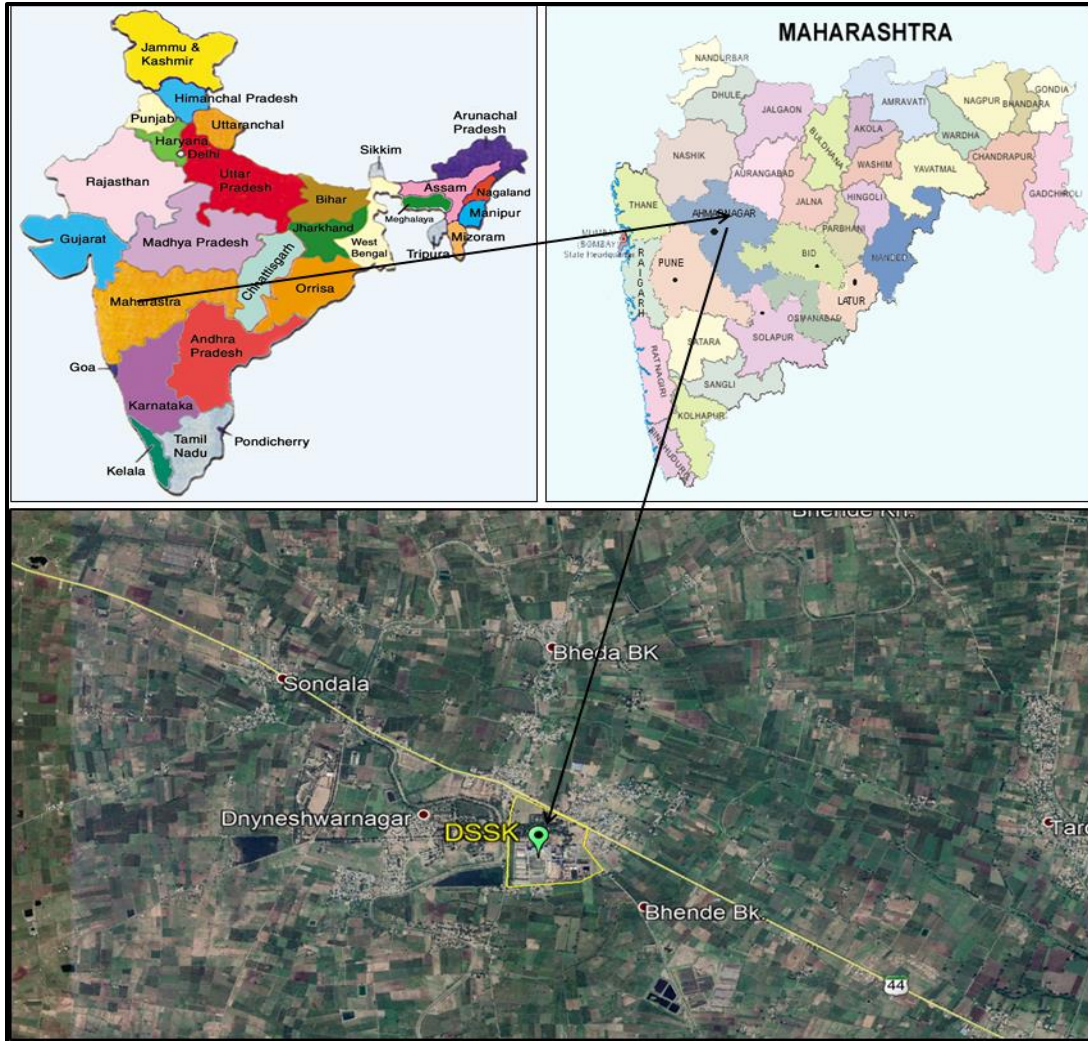 Jammu &
Kashmir
Himanchal Pradesh
Punjab
Uttaranchal
Haryana
Delhi
Arunachal
Pradesh
Sikkim
Rajasthan
Uttar
Pradesh
Assam
Nagaland
Bihar
Meghalaya
Manipur
Jharkhand
Gujarat
Madhya Pradesh
West
Bengal
Tripura
Mizoram
Chhattisgarh
Maharastra
Orrisa
Andhra
Pradesh
Goa
Karnataka
Tamil
Nadu
Pondicherry
Kelala
MAHARASHTRA
NANDURBAR
DHULE
JALGAON
AMRAVATI
NAGPUR
BHANDARA
GONDIA
BULDHANA
AKOLA
WARDHA
NASHIK
AURANGABAD
WASHIM
YAVATMAL
CHANDRAPUR
GADCHIROLI
THANE
AHMADNAGAR
JALNA
HINGOLI
PARBHANI
MUMBAI
(BOMBAY)
State Headquarters
RAIGARH
PUNE
BID
NANDED
LATUR
OSMANABAD
SATARA
SOLAPUR
RATNAGIRI
SANGLI
KOLHAPUR
SINDHUDURG
Bhende Kh.
Bheda BK
Sondala
Dnyneshwarnagar
DSSK
Bhende Bk.
44